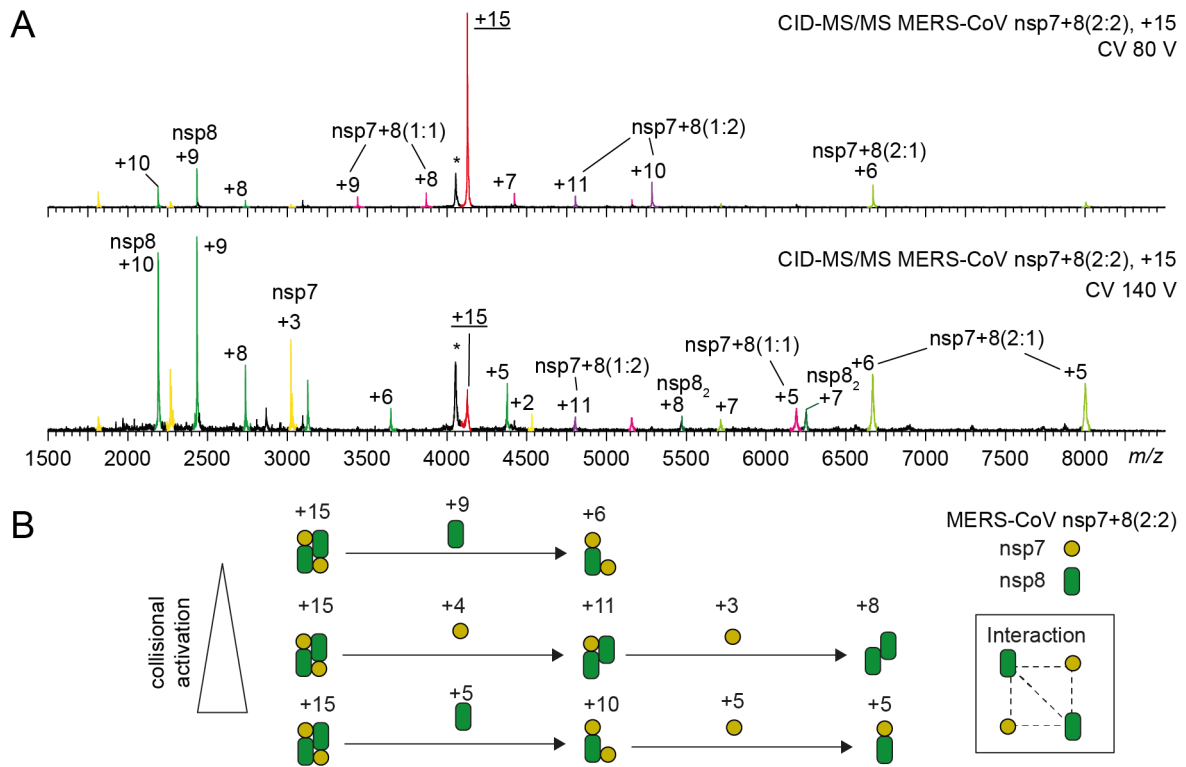 A
+15
CID-MS/MS MERS-CoV nsp7+8(2:2), +15
CV 80 V
nsp8
+10
+9
+8
nsp7+8(1:1)
+9
+8
*
+7
nsp7+8(1:2)
+11
+10
nsp7+8(2:1)
+6
CID-MS/MS MERS-CoV nsp7+8(2:2), +15
CV 140 V
nsp8
+10
+9
+8
nsp7
+3
+6
*
+15
+5
+2
nsp7+8(1:2)
+11
nsp8₂
+8
+7
nsp7+8(1:1)
+5
nsp8₂
+7
+6
nsp7+8(2:1)
+5
1500 2000 2500 3000 3500 4000 4500 5000 5500 6000 6500 7000 7500 8000 m/z
B
collisional
activation
+15 +9 +6
+15 +4 +11 +3 +8
+15 +5 +10 +5 +5
MERS-CoV nsp7+8(2:2)
nsp7
nsp8
Interaction